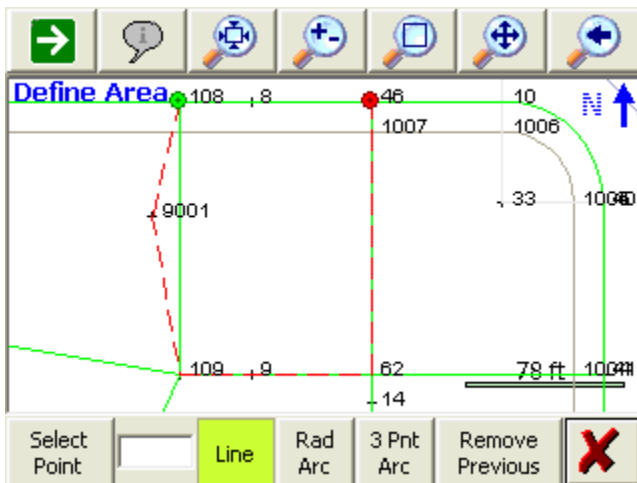 Define Area
108
8
46
10
N
1007
1006
9001
33
109
9
62
78 ft
14
Select Point
Line
Rad Arc
3 Pnt Arc
Remove Previous